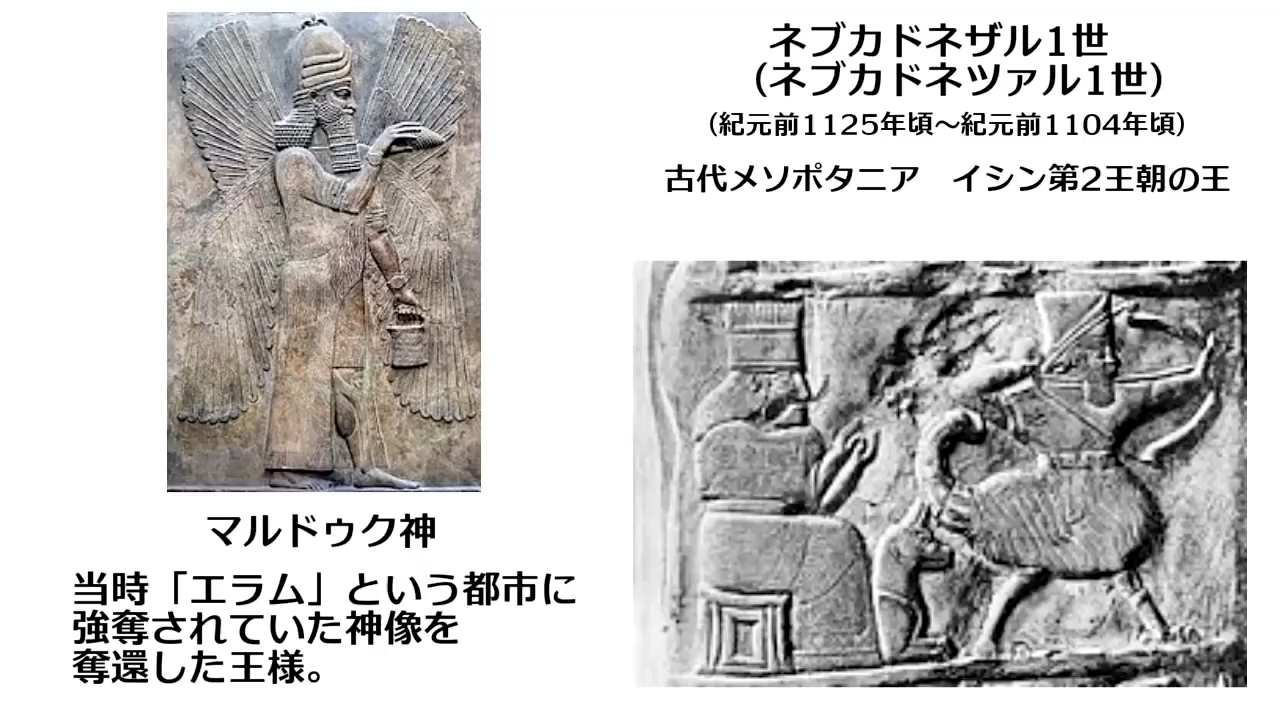 ネブカドネザル1世
（ネブカドネツァル1世）
（紀元前1125年頃～紀元前1104年頃）
古代メソポタニア　イシン第2王朝の王
マルドゥク神
当時「エラム」という都市に
強奪されていた神像を
奪還した王様。